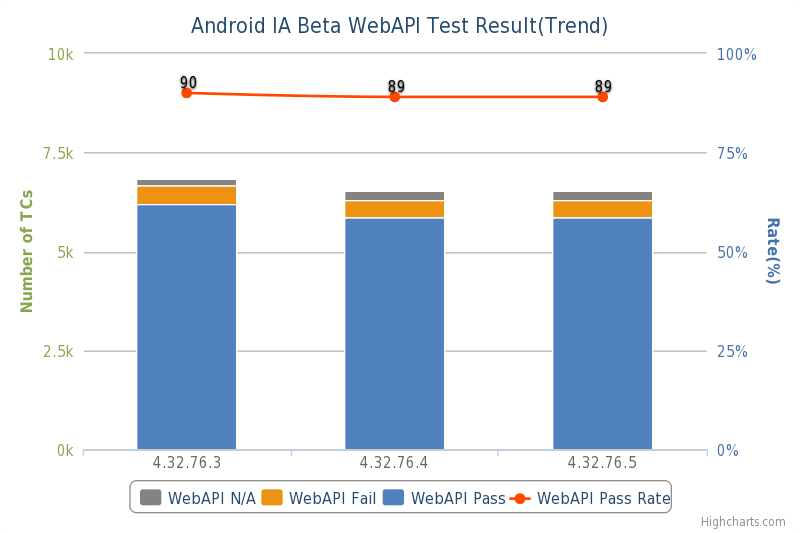 Android IA Beta WebAPI Test Result(Trend)
10k
100%
90
89
89
7.5k
75%
Number of TCs
Rate(%)
5k
50%
2.5k
25%
0k
0%
4.32.76.3
4.32.76.4
4.32.76.5
WebAPI N/A
WebAPI Fail
WebAPI Pass
WebAPI Pass Rate
Highcharts.com